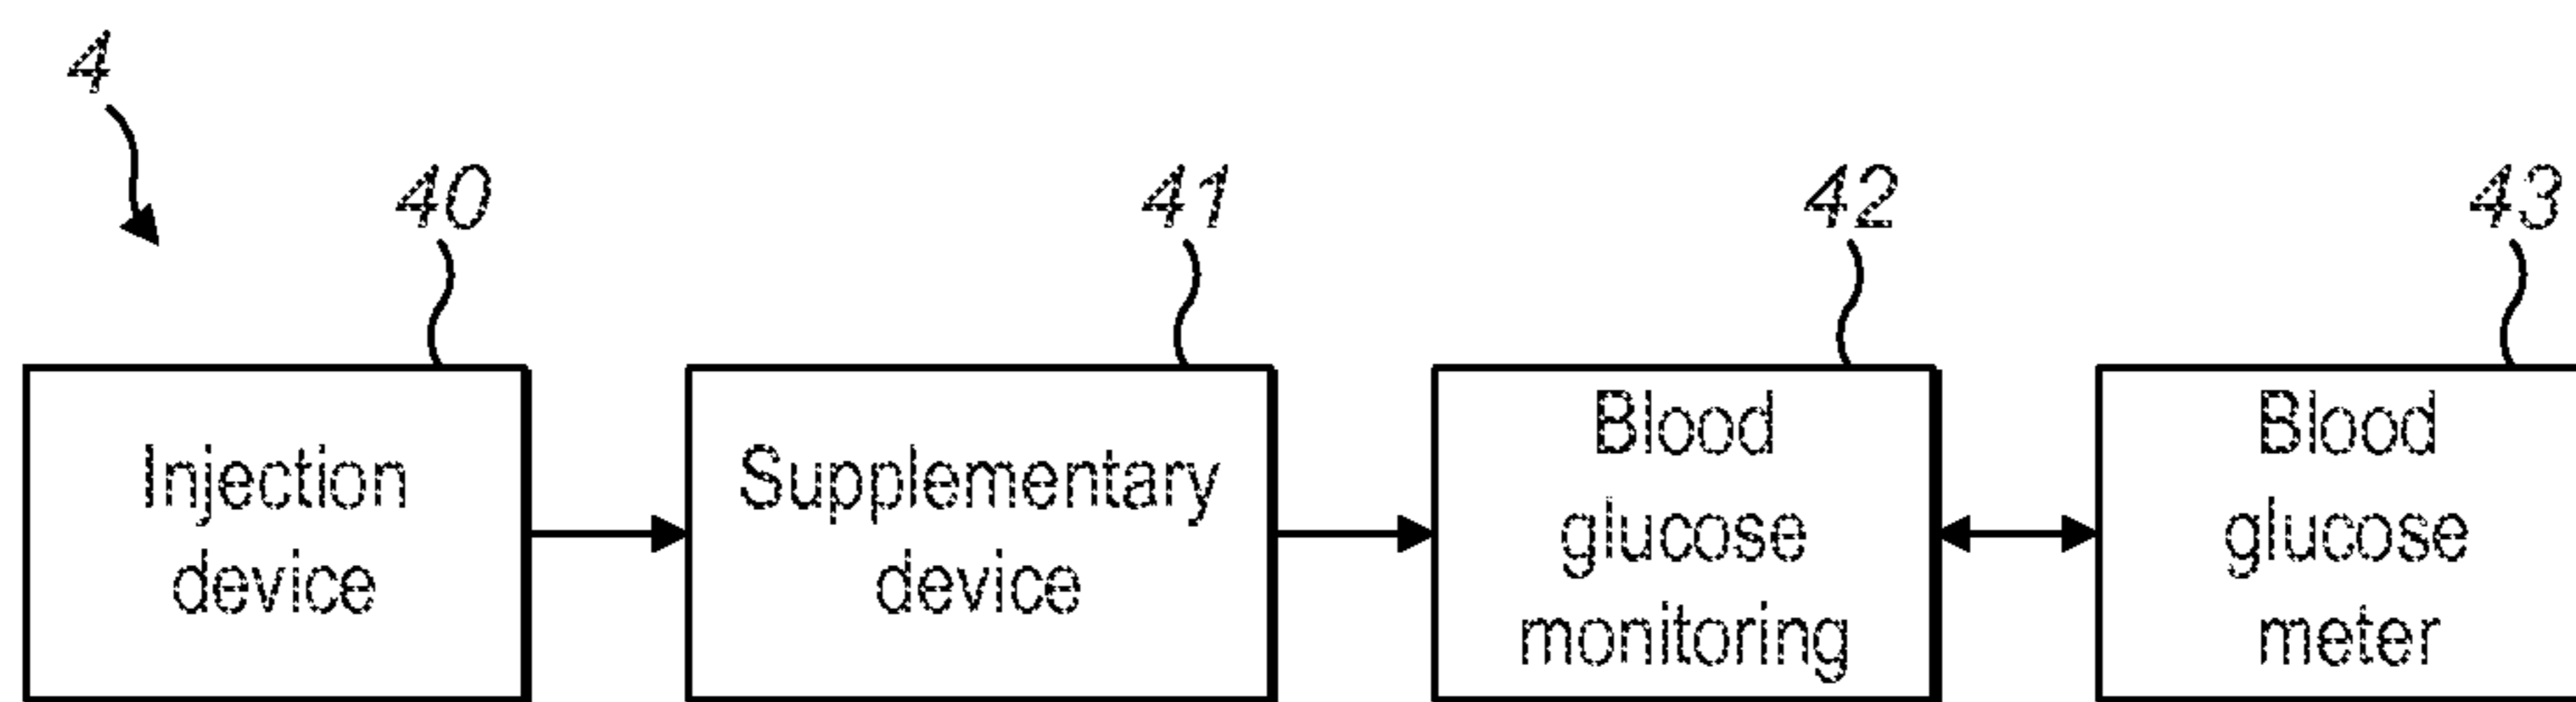 4
40
41
42
43
Injection
device
Supplementary
device
Blood
glucose
monitoring
Blood
glucose
meter